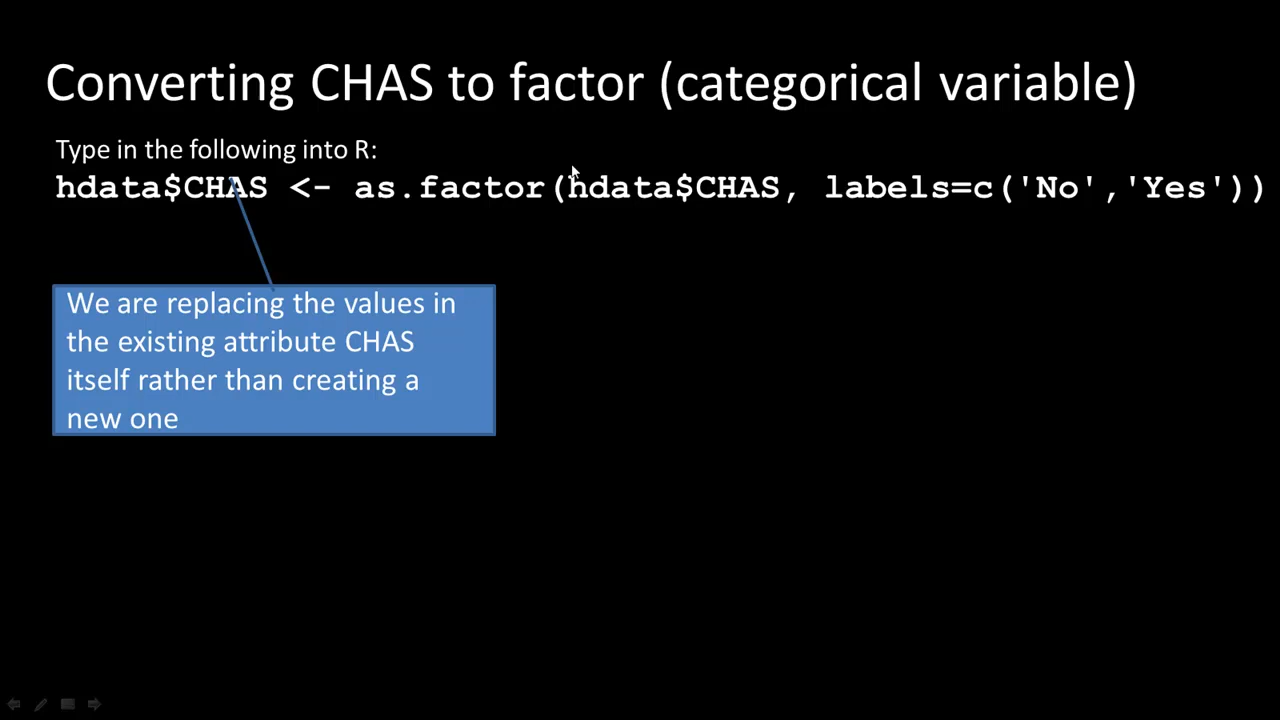 Converting CHAS to factor (categorical variable)
Type in the following into R:
hdata$CHAS <- as.factor(hdata$CHAS, labels=c('No','Yes'))
We are replacing the values in
the existing attribute CHAS
itself rather than creating a
new one